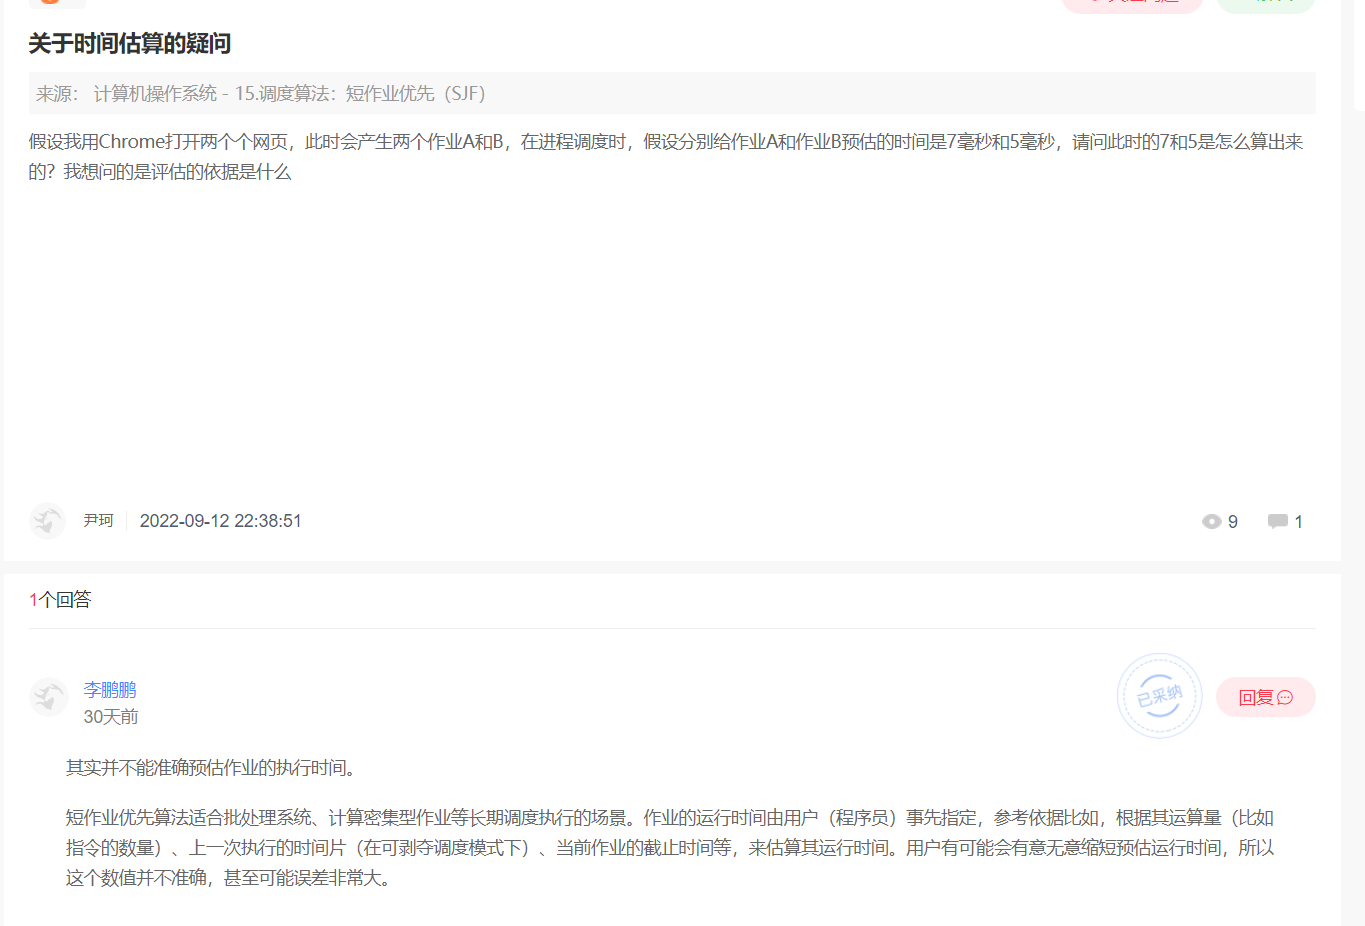 关于时间估算的疑问
来源： 计算机操作系统 - 15.调度算法：短作业优先（SJF）
假设我用Chrome打开两个个网页，此时会产生两个作业A和B，在进程调度时，假设分别给作业A和作业B预估的时间是7毫秒和5毫秒，请问此时的7和5是怎么算出来
的？我想问的是评估的依据是什么
尹珂 2022-09-12 22:38:51 9 1
1个回答
李鹏鹏
已采纳
回复
30天前
其实并不能准确预估作业的执行时间。
短作业优先算法适合批处理系统、计算密集型作业等长期调度执行的场景。作业的运行时间由用户（程序员）事先指定，参考依据比如，根据其运算量（比如
指令的数量）、上一次执行的时间片（在可剥夺调度模式下）、当前作业的截止时间等，来估算其运行时间。用户有可能会有意无意缩短预估运行时间，所以
这个数值并不准确，甚至可能误差非常大。